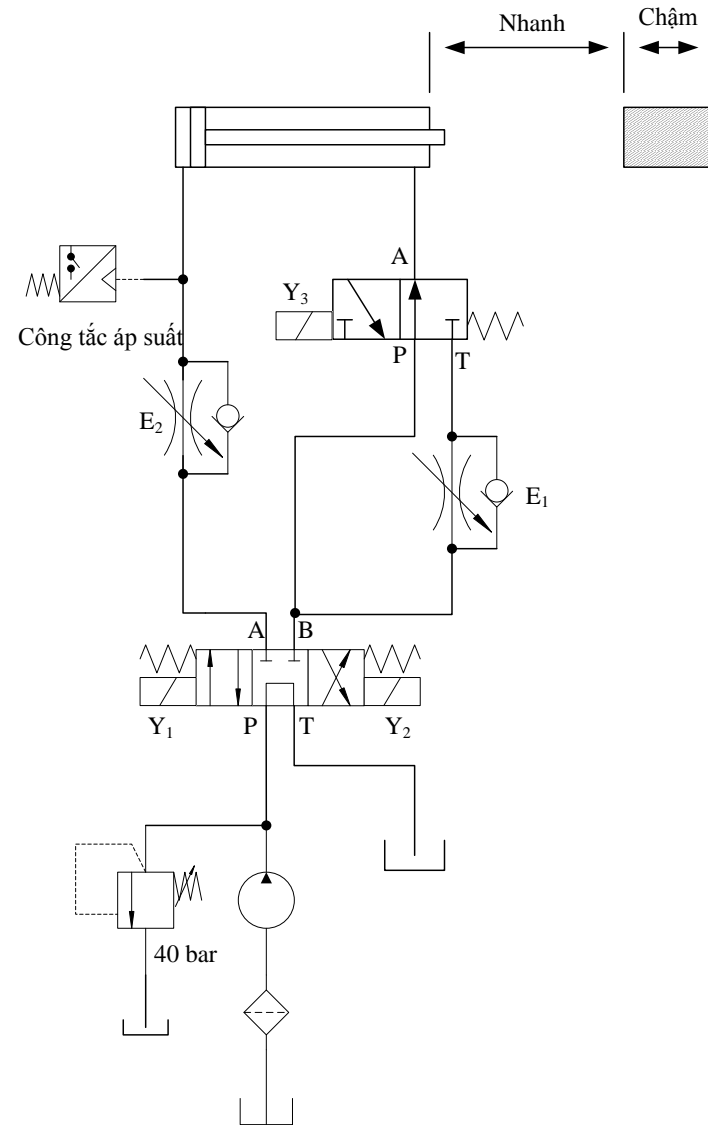 Nhanh
Chậm
A
Y3
P
T
Công tắc áp suất
E2
E1
A
B
Y1
P
T
Y2
40 bar